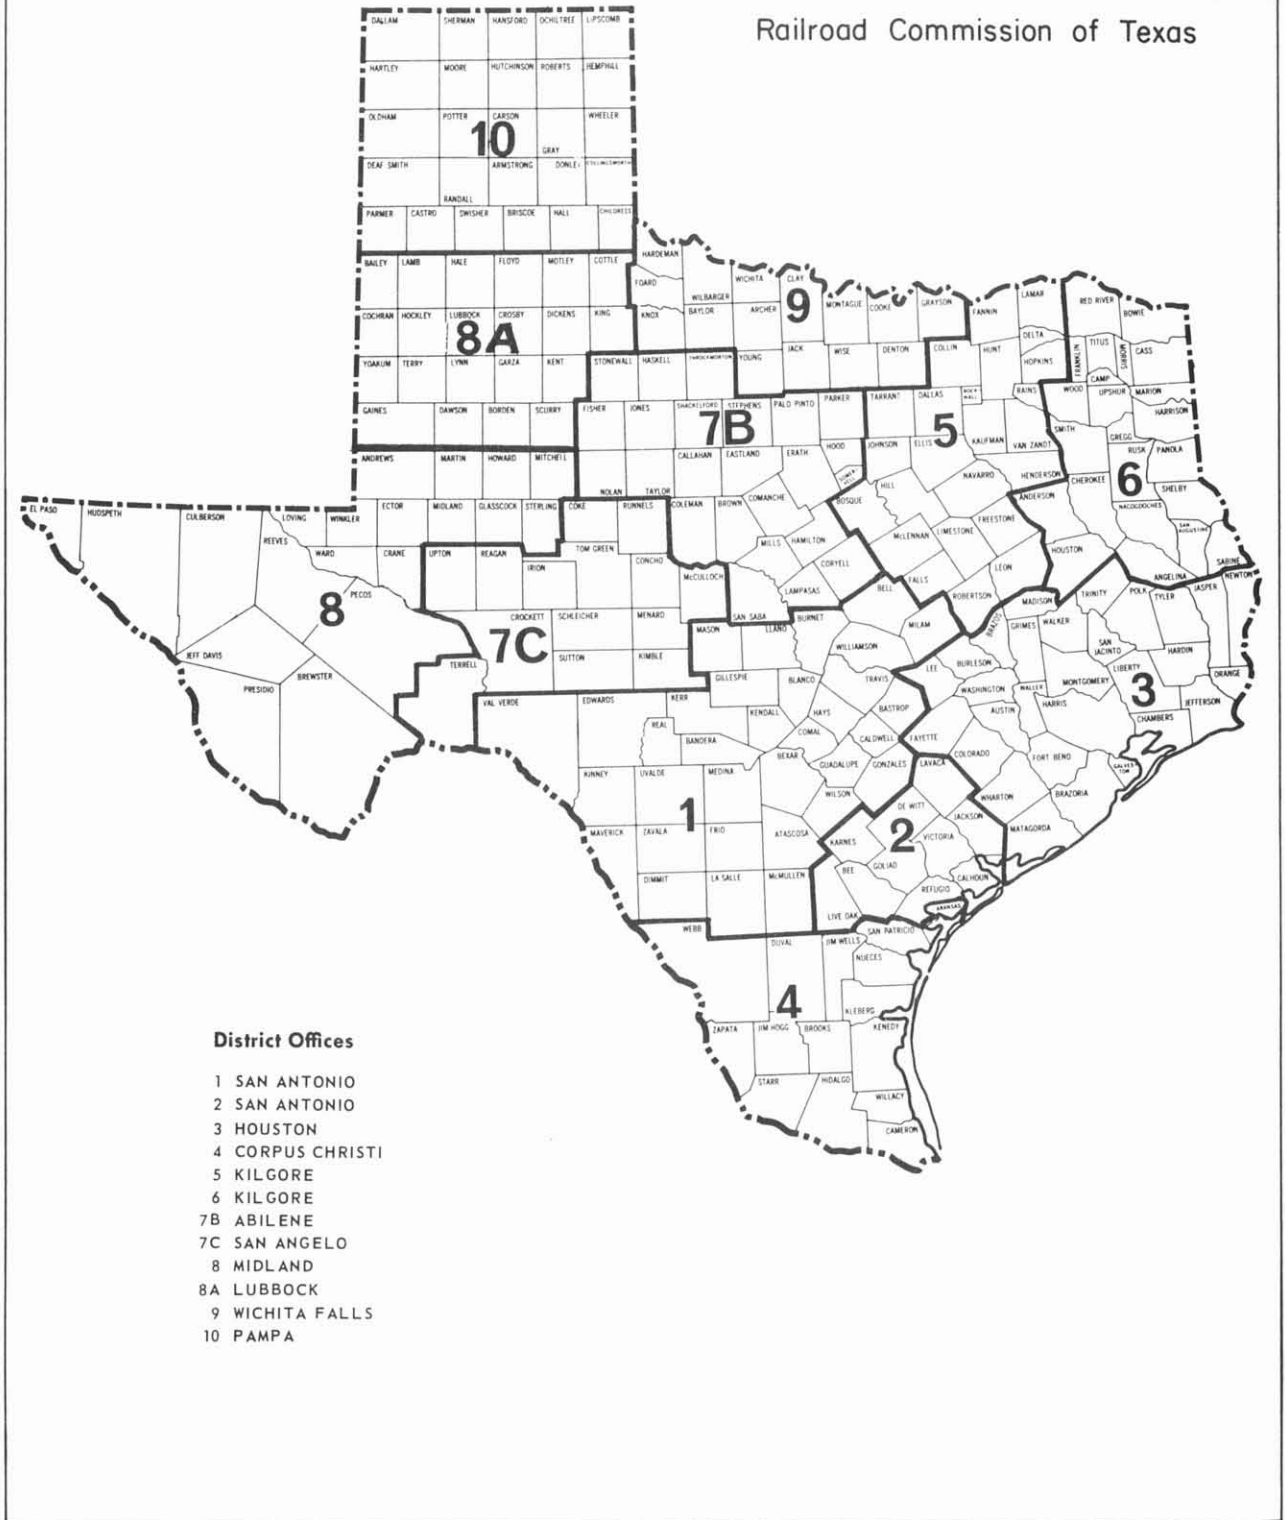 Railroad Commission of Texas
DALLAM SHERMAN HANSFORD OCHILTREE LIPSCOMB
HARTLEY MOORE HUTCHINSON ROBERTS HEMPHILL
OLDHAM POTTER CARSON WHEELER
10
GRAY
DEAF SMITH ARMSTRONG
RANDALL
PARMER CASTRO SWISHER BRISCOE HALL CHILDRESS
HARDEMAN
BAILEY LAMB HALE FLOYD MOTLEY COTTLE
FOARD WILBARGER WICHITA CLAY
9
MONTAGUE COOKE GRAYSON FANNIN LAMAR RED RIVER BOWIE
COCHRAN HOCKLEY LUBBOCK CROSBY DICKENS KING KNOX BAYLOR ARCHER
8A
DELTA TITUS FRANKLIN MORRIS CASS
YOAKUM TERRY LYNN GARZA KENT STONEWALL HASKELL THROCKMORTON YOUNG JACK WISE DENTON COLLIN HUNT HOPKINS
CAMP
GAINES DAWSON BORDEN SCURRY FISHER JONES SHACKELFORD STEPHENS PALO PINTO PARKER TARRANT DALLAS ROCK WALL RAINS WOOD UPSHUR MARION
HARRISON
7B
5
SMITH GREGG
ANDREWS MARTIN HOWARD MITCHELL CALLAHAN EASTLAND ERATH HOOD JOHNSON ELLIS KAUFMAN VAN ZANDT RUSK PANOLA
NOLAN TAYLOR HILL NAVARRO HENDERSON CHEROKEE
6
SHELBY
ECTOR MIDLAND GLASSCOCK STERLING COKE RUNNELS COLEMAN BROWN COMANCHE BOSQUE ANDERSON NACOGDOCHES
EL PASO HUDSPETH CULBERSON LOVING WINKLER
FREESTONE SAN AUGUSTINE
REEVES WARD CRANE UPTON REAGAN TOM GREEN MILLS HAMILTON McLENNAN LIMESTONE
IRION CONCHO CORYELL HOUSTON SABINE
McCULLOCH LAMPASAS FALLS LEON ANGELINA NEWTON
8
PECOS BELL ROBERTSON MADISON TRINITY POLK TYLER JASPER
CROCKETT SCHLEICHER MENARD SAN SABA BURNET MILAM BRAZOS GRIMES WALKER
7C
MASON LLANO WILLIAMSON SAN JACINTO HARDIN
JEFF DAVIS TERRELL SUTTON KIMBLE LEE BURLESON LIBERTY ORANGE
PRESIDIO BREWSTER GILLESPIE BLANCO TRAVIS WASHINGTON WALLER MONTGOMERY
3
VAL VERDE EDWARDS KERR KENDALL HAYS BASTROP AUSTIN HARRIS JEFFERSON
REAL CHAMBERS
BANDERA COMAL CALDWELL FAYETTE COLORADO FORT BEND
BEXAR GUADALUPE GONZALES LAVACA GALVES TON
KINNEY UVALDE MEDINA WILSON WHARTON BRAZORIA
1
DE WITT JACKSON
MAVERICK ZAVALA FRIO ATASCOSA KARNES
2
VICTORIA MATAGORDA
DIMMIT LA SALLE McMULLEN BEE GOLIAD CALHOUN
REFUGIO
LIVE OAK ARANSAS
WEBB DUVAL JIM WELLS SAN PATRICIO
NUECES
4
KLEBERG
ZAPATA JIM HOGG BROOKS KENEDY
STARR HIDALGO
WILLACY
CAMERON
District Offices
1 SAN ANTONIO
2 SAN ANTONIO
3 HOUSTON
4 CORPUS CHRISTI
5 KILGORE
6 KILGORE
7B ABILENE
7C SAN ANGELO
8 MIDLAND
8A LUBBOCK
9 WICHITA FALLS
10 PAMPA